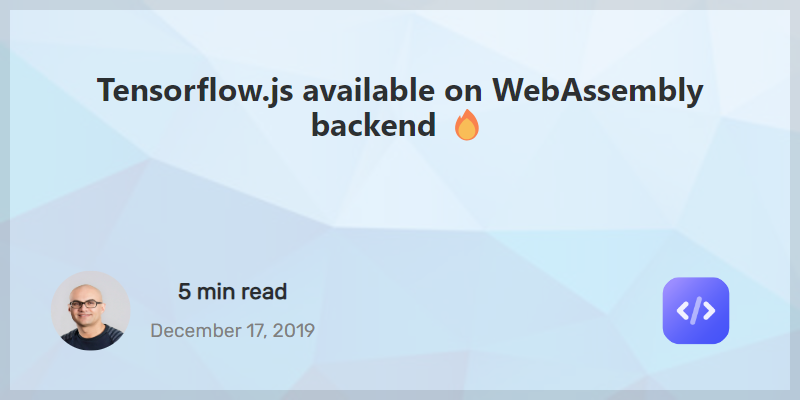 Tensorflow.js available on WebAssembly
backend 🔥
5 min read
December 17, 2019